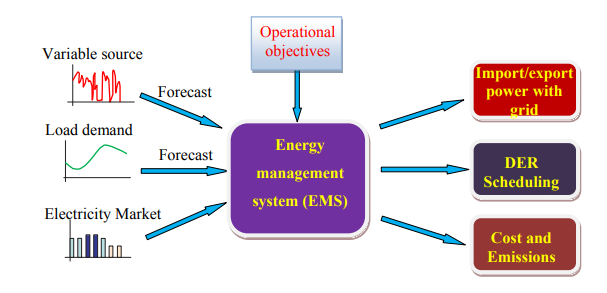 Operational
objectives
Variable source
Forecast
Load demand
Forecast
Electricity Market
Energy
management
system (EMS)
Import/export
power with
grid
DER
Scheduling
Cost and
Emissions